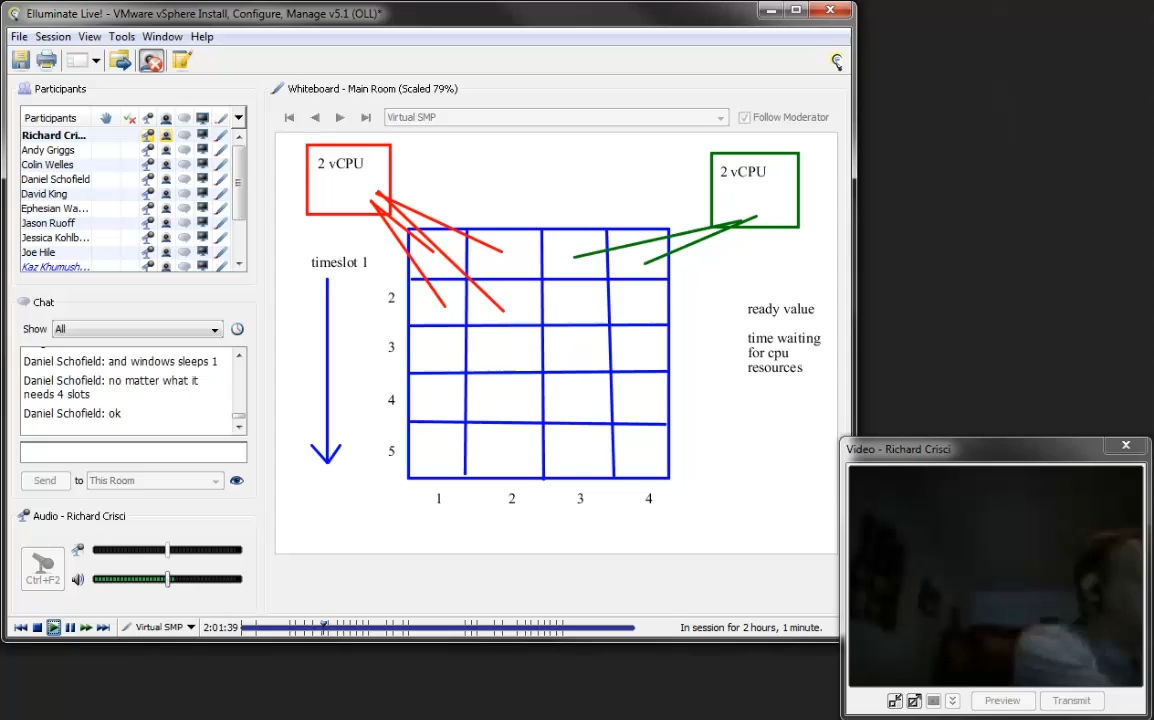 Elluminate Live! - VMware vSphere Install, Configure, Manage v5.1 (OLL)*
File Session View Tools Window Help
Participants
Participants
Richard Cri...
Andy Griggs
Colin Welles
Daniel Schofield
David King
Ephesian Wa...
Jason Ruoff
Jessica Kohlb...
Joe Hile
Kaz Khumush...
Chat
Show All
Daniel Schofield: and windows sleeps 1
Daniel Schofield: no matter what it
needs 4 slots
Daniel Schofield: ok
Send to This Room
Audio - Richard Crisci
Ctrl+F2
Whiteboard - Main Room (Scaled 79%)
Virtual SMP
Follow Moderator
2 vCPU
2 vCPU
timeslot 1
2
3
4
5
1 2 3 4
ready value
time waiting
for cpu
resources
Virtual SMP 2:01:39
In session for 2 hours, 1 minute.
Video - Richard Crisci
Preview
Transmit